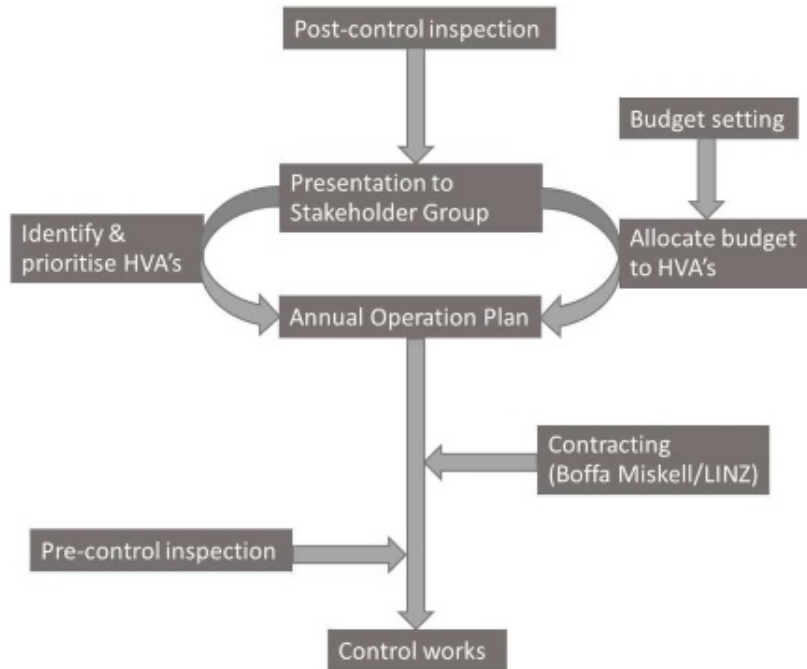 Post-control inspection
Budget setting
Presentation to
Stakeholder Group
Identify &
prioritise HVA's
Allocate budget
to HVA's
Annual Operation Plan
Contracting
(Boffa Miskell/LINZ)
Pre-control inspection
Control works